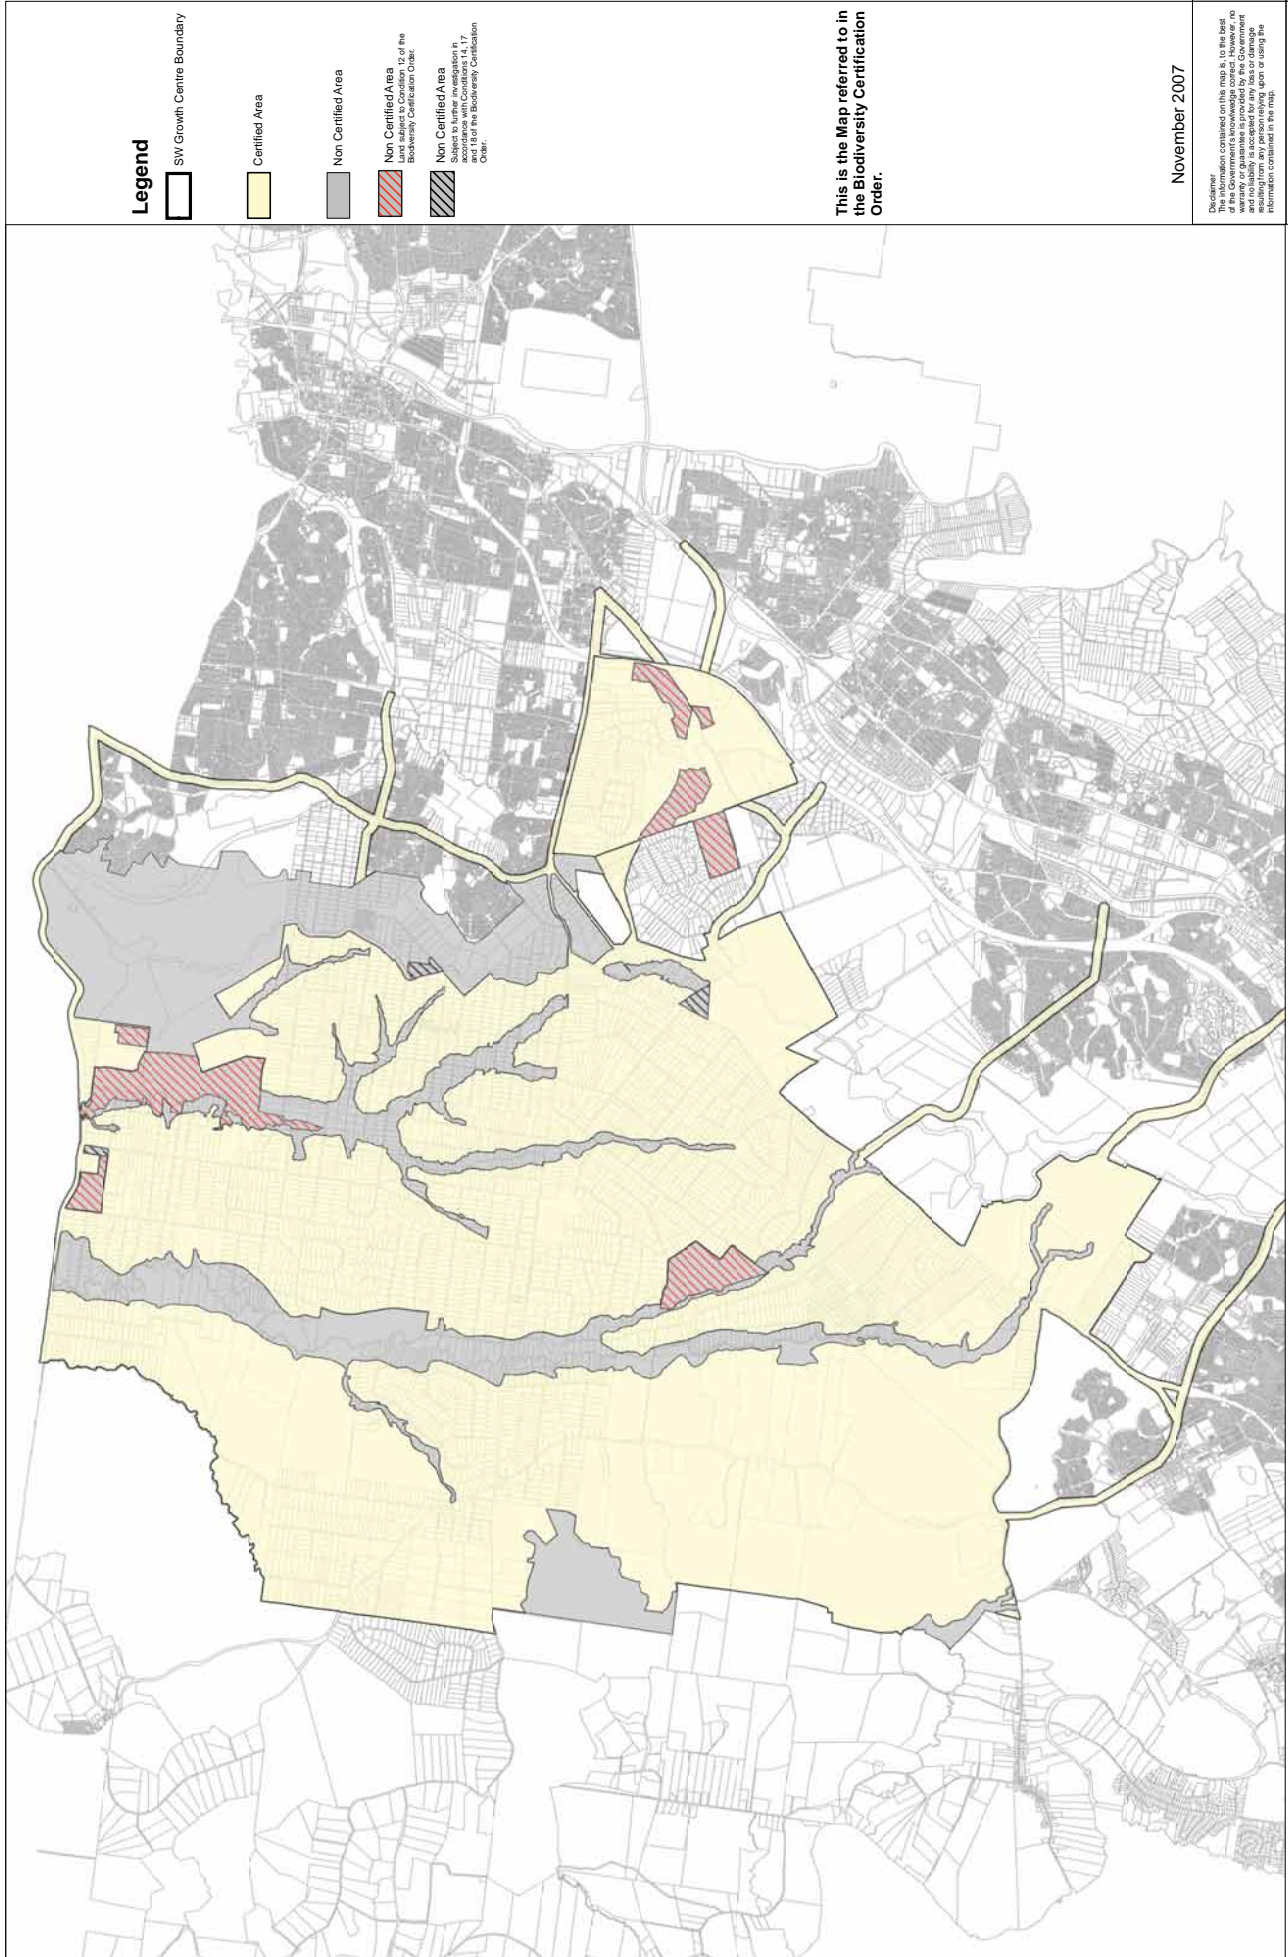 Legend
SW Growth Centre Boundary
Certified Area
Non Certified Area
Non Certified Area
Land subject to Condition 12 of the
Biodiversity Certification Order.
Non Certified Area
Subject to further investigation in
accordance with Conditions 14, 17
and 18 of the Biodiversity Certification
Order.
This is the Map referred to in
the Biodiversity Certification
Order.
November 2007
Disclaimer
The information contained on this map is, to the best
of the Government's knowlwedge correct. However, no
warranty or guarantee is provided by the Government
and no liability is accepted for any loss or damage
resulting from any person relying upon or using the
information contained in the map.